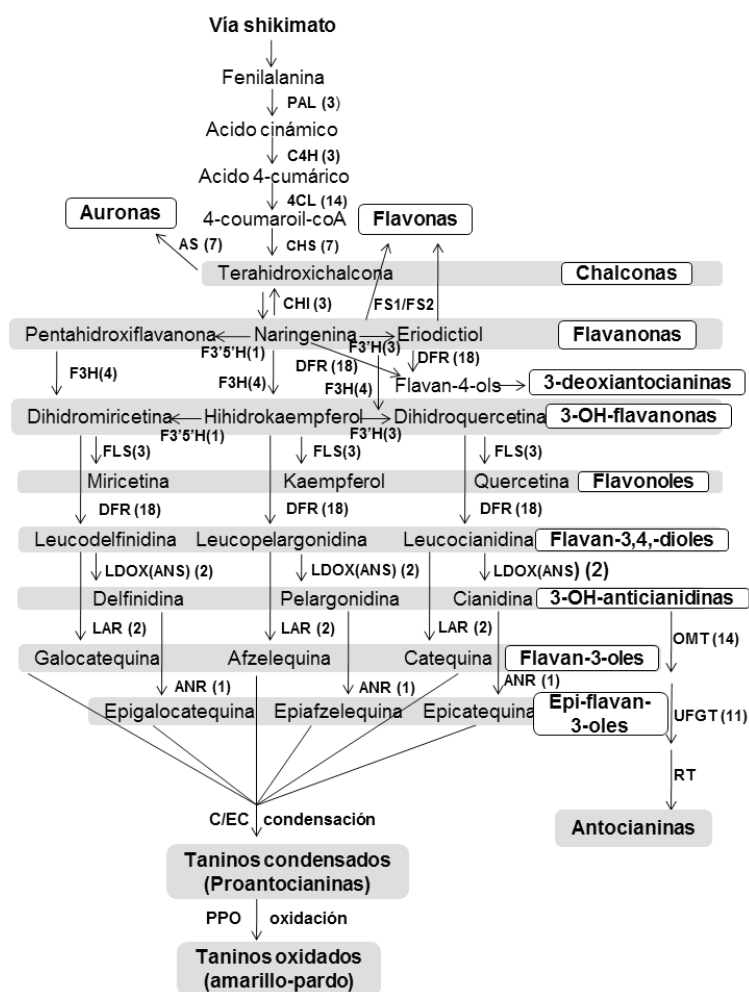 Vía shikimato
Fenilalanina
PAL (3)
Acido cinámico
C4H (3)
Acido 4-cumárico
4CL (14)
Auronas
4-coumaroil-coA
Flavonas
AS (7)
CHS (7)
Terahidroxichalcona
Chalconas
CHI (3)
FS1/FS2
Pentahidroxiflavanona
Naringenina
Eriodictiol
Flavanonas
F3'5'H(1)
F3'H(3)
DFR (18)
DFR (18)
F3H(4)
F3H(4)
F3H(4)
Flavan-4-ols
3-deoxiantocianinas
Dihidromiricetina
Hihidrokaempferol
Dihidroquercetina
3-OH-flavanonas
F3'5'H(1)
F3'H(3)
FLS(3)
FLS(3)
FLS(3)
Miricetina
Kaempferol
Quercetina
Flavonoles
DFR (18)
DFR (18)
DFR (18)
Leucodelfinidina
Leucopelargonidina
Leucocianidina
Flavan-3,4,-dioles
LDOX(ANS) (2)
LDOX(ANS) (2)
LDOX(ANS) (2)
Delfinidina
Pelargonidina
Cianidina
3-OH-anticianidinas
LAR (2)
LAR (2)
LAR (2)
OMT (14)
Galocatequina
Afzelequina
Catequina
Flavan-3-oles
ANR (1)
ANR (1)
ANR (1)
Epigalocatequina
Epiafzelequina
Epicatequina
Epi-flavan-
3-oles
UFGT (11)
RT
C/EC condensación
Antocianinas
Taninos condensados
(Proantocianinas)
PPO oxidación
Taninos oxidados
(amarillo-pardo)